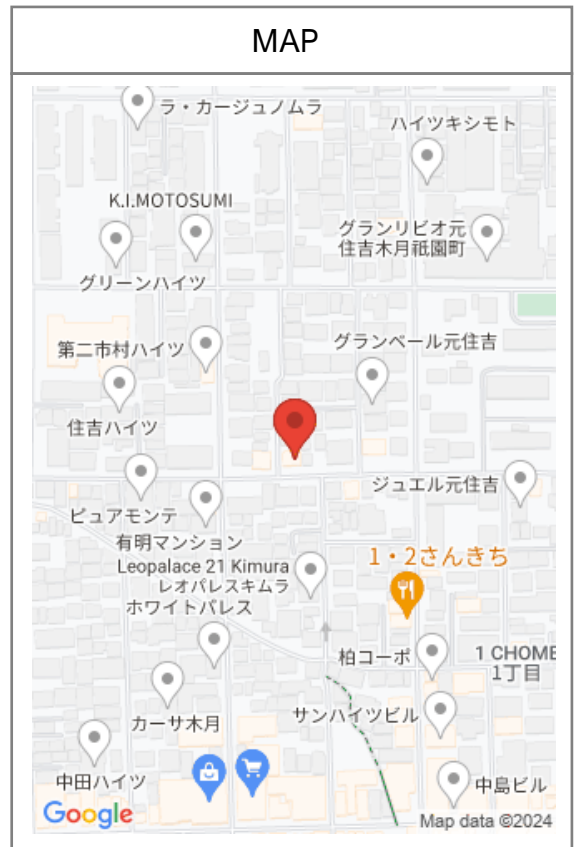 MAP
ラ・カージュノムラ
ハイツキシモト
K.I.MOTOSUMI
グランリビオ元
住吉木月祇園町
グリーンハイツ
第二市村ハイツ
グランベール元住吉
住吉ハイツ
ジュエル元住吉
ピュアモンテ
有明マンション
Leopalace 21 Kimura
レオパレスキムラ
1・2さんきち
ホワイトパレス
柏コーポ
1 CHOME
1丁目
カーサ木月
サンハイツビル
中田ハイツ
中島ビル
Google
Map data ©2024